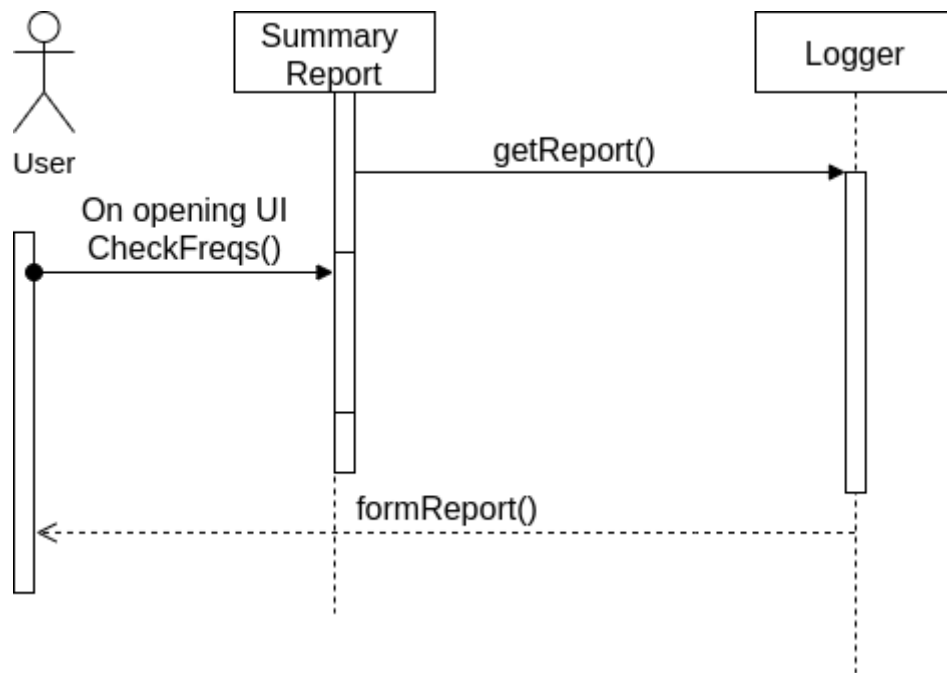 Summary
Report
Logger
User
getReport()
On opening UI
CheckFreqs()
formReport()